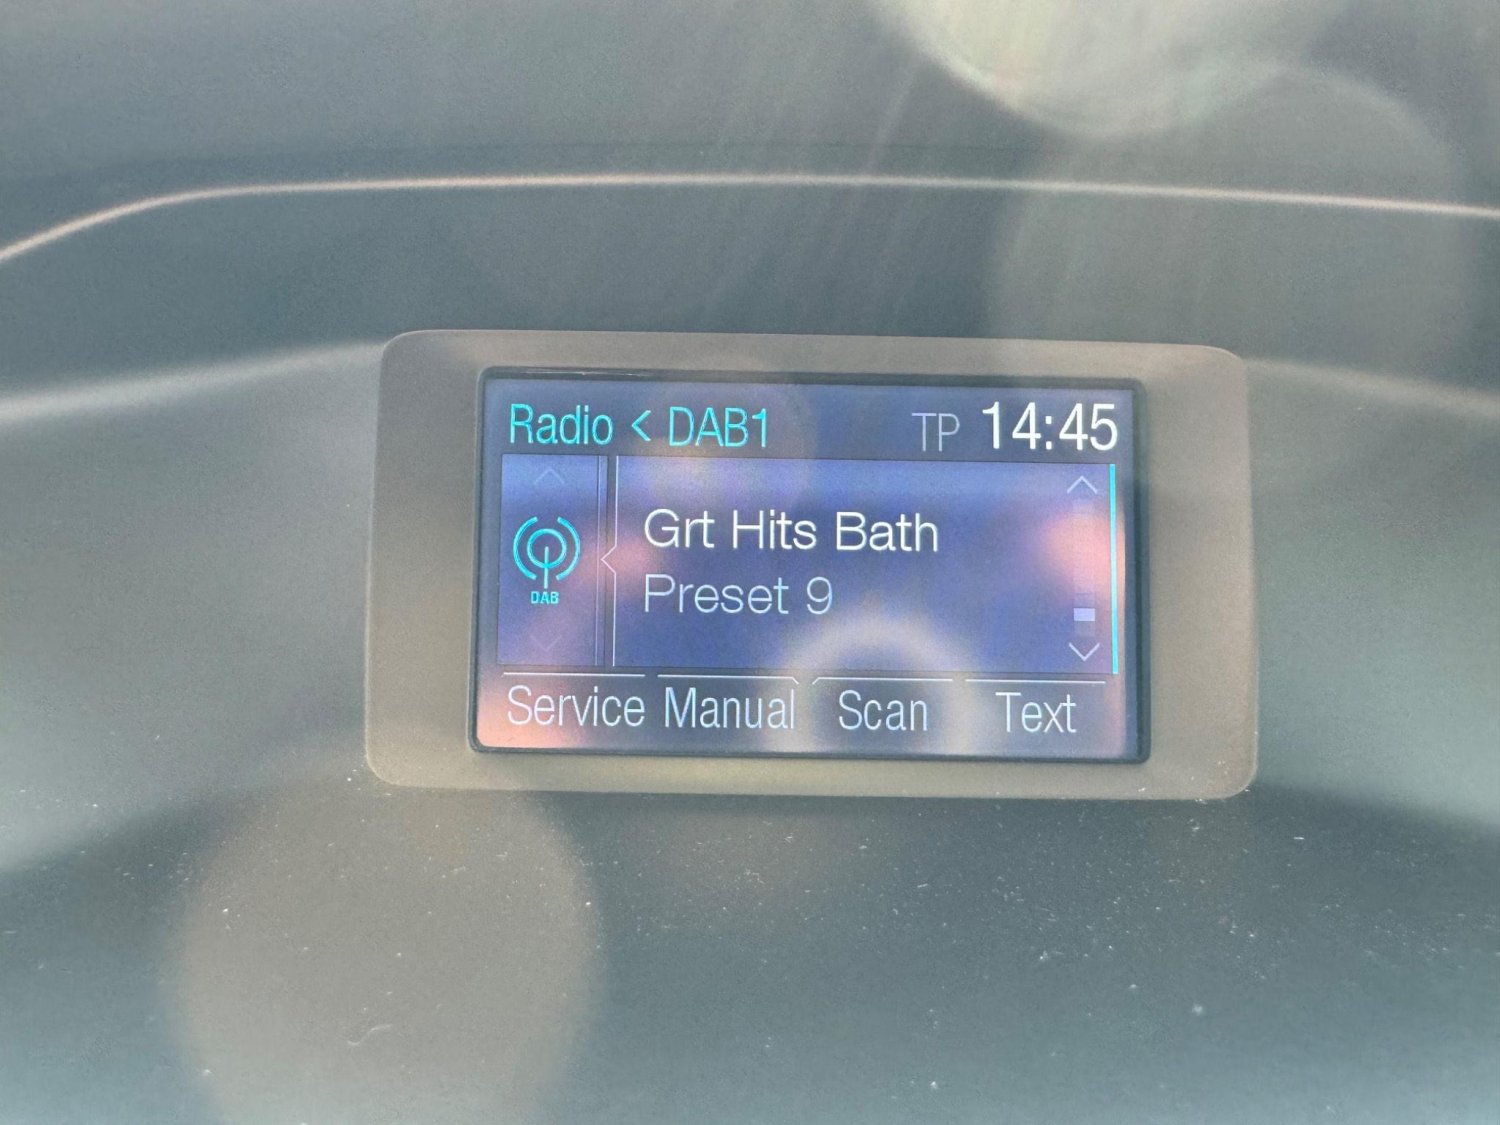 Radio < DAB1 TP 14:45
Grt Hits Bath
DAB Preset 9
Service Manual Scan Text